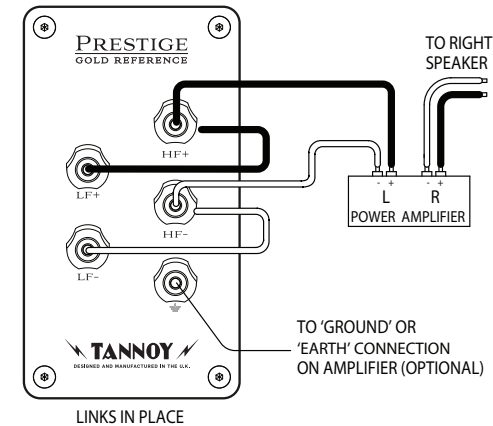 PRESTIGE
GOLD REFERENCE
TO RIGHT
SPEAKER
HF+
LF+
HF-
LF-
- + - +
L R
POWER AMPLIFIER
TANNOY
DESIGNED AND MANUFACTURED IN THE U.K.
TO ‘GROUND’ OR
‘EARTH’ CONNECTION
ON AMPLIFIER (OPTIONAL)
LINKS IN PLACE